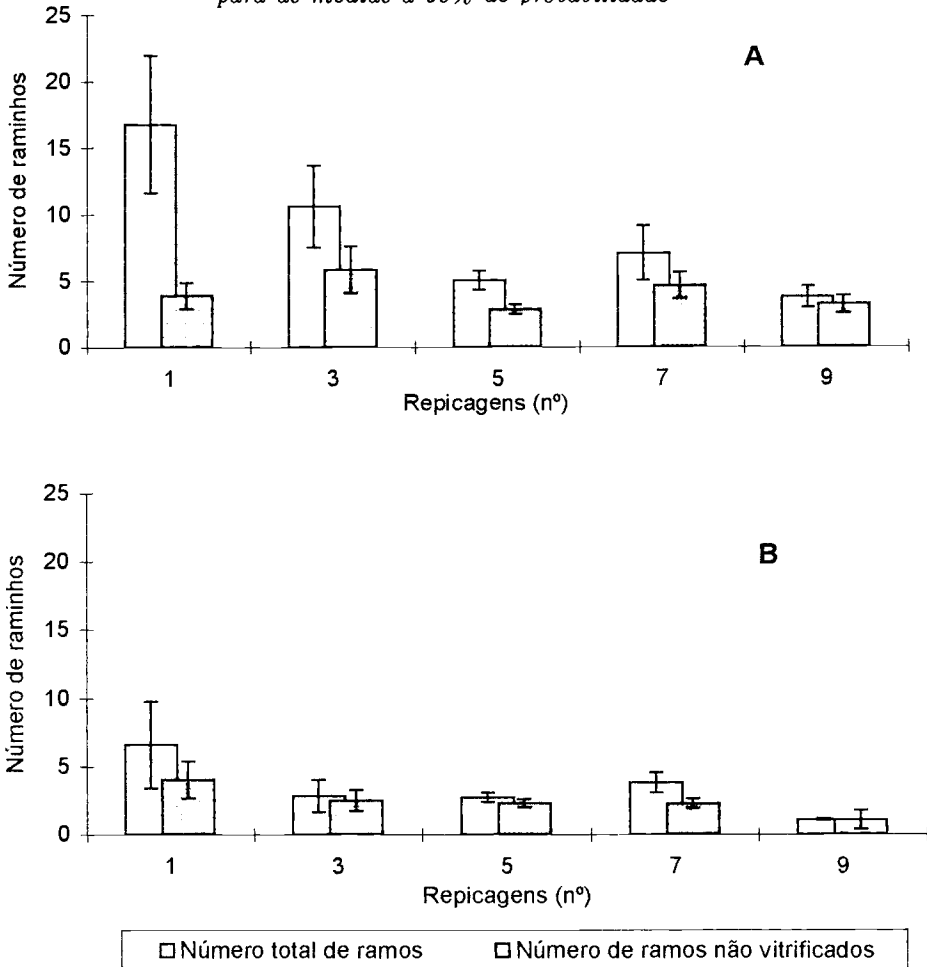 para as médias a 95% de probabilidade
25
A
20
15
10
5
0
Número de raminhos
1 3 5 7 9
Repicagens (nº)
25
B
20
15
10
5
0
Número de raminhos
1 3 5 7 9
Repicagens (nº)
Número total de ramos Número de ramos não vitrificados